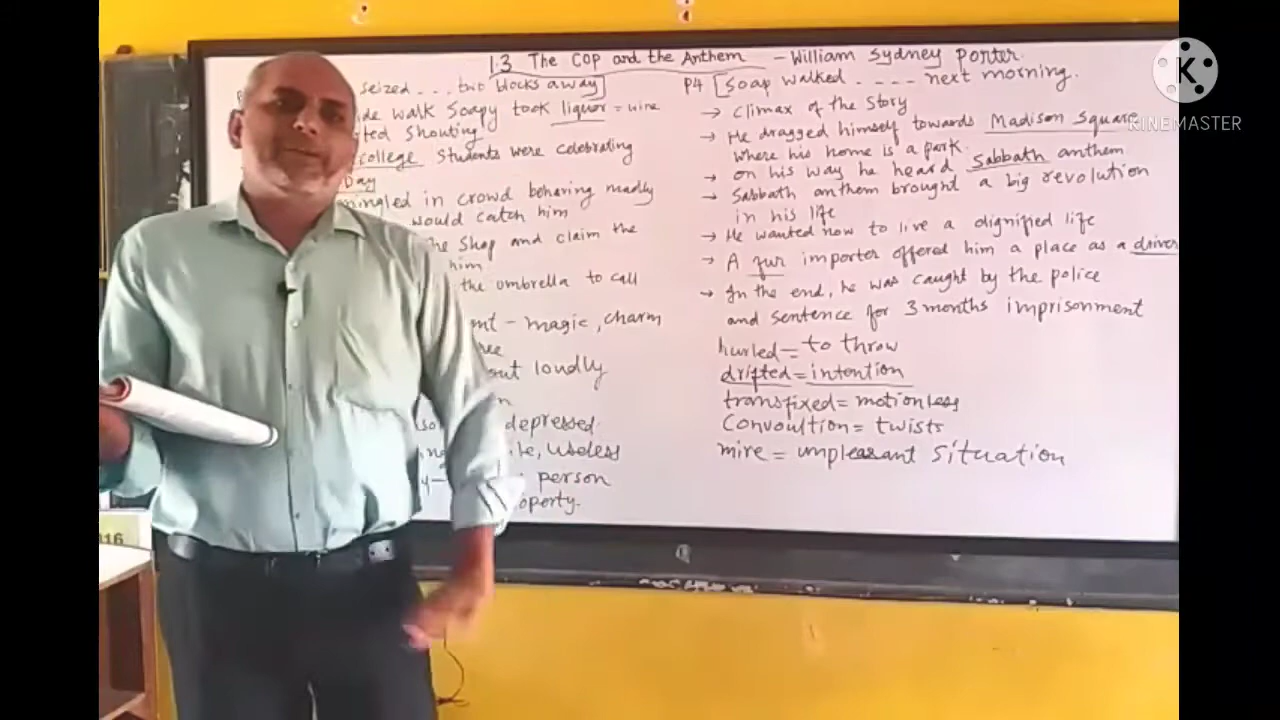 1.3 The Cop and the Anthem - William Sydney Porter.
seized ... two blocks away]
walk Soapy took liquor = wine
shouting
college students were celebrating
Day
mingled in crowd behaving madly
would catch him
the Shop and claim the
him
the umbrella to call
- magic, charm
loudly
depressed
useless
person
P4 [Soap walked .... next morning.
→ Climax of the Story
→ He dragged himself towards Madison Square
where his home is a park.
→ on his way he heard Sabbath anthem
→ Sabbath anthem brought a big revolution
in his life
→ He wanted now to live a dignified life
→ A fur importer offered him a place as a driver
→ In the end, he was caught by the police
and sentence for 3 months imprisonment
hurled = to throw
drifted = intention
transfixed = motionless
Convoultion = twists
mire = unpleasant situation
16
K
KINEMASTER